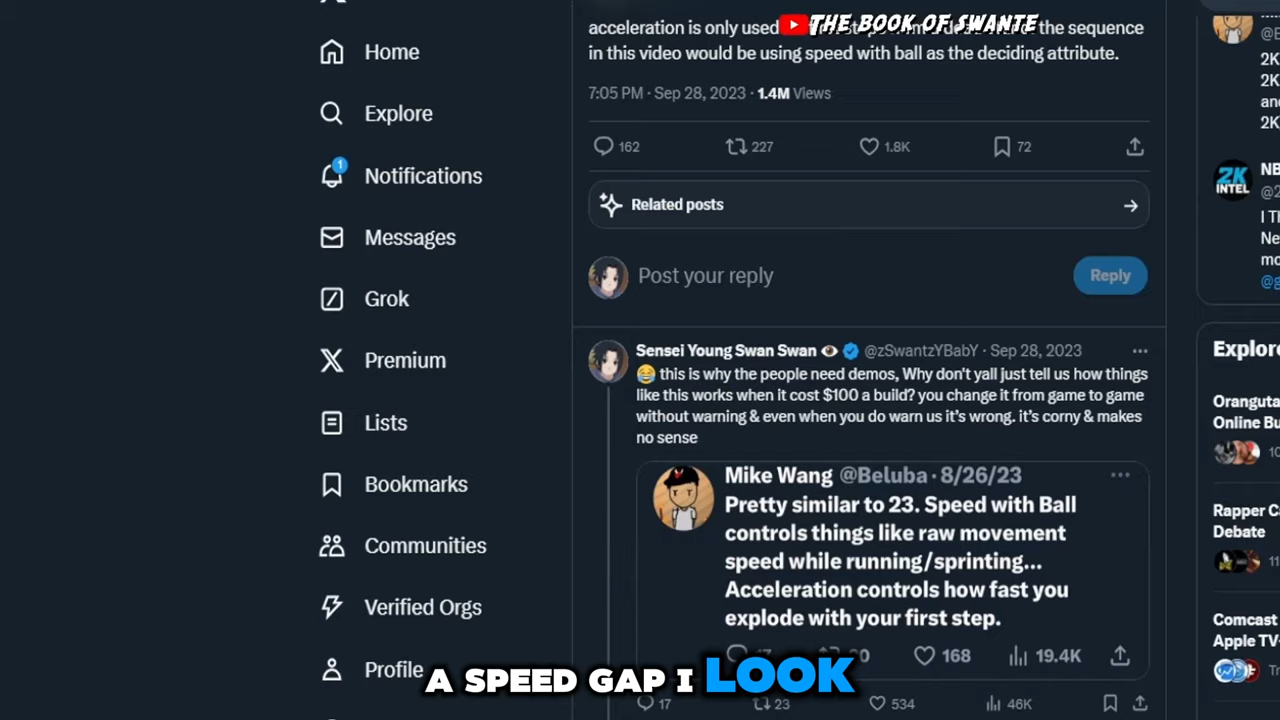 THE BOOK OF SWANTE
acceleration is only used
the sequence
in this video would be using speed with ball as the deciding attribute.
7:05 PM · Sep 28, 2023 · 1.4M Views
162 227 1.8K 72
Related posts
Post your reply
Reply
Home
Explore
Notifications
1
Messages
Grok
Premium
Lists
Bookmarks
Communities
Verified Orgs
Profile
Sensei Young Swan Swan 👁 @zSwantzYBabY · Sep 28, 2023
😂 this is why the people need demos, Why don't yall just tell us how things
like this works when it cost $100 a build? you change it from game to game
without warning & even when you do warn us it's wrong. it's corny & makes
no sense
Mike Wang @Beluba · 8/26/23
Pretty similar to 23. Speed with Ball
controls things like raw movement
speed while running/sprinting...
Acceleration controls how fast you
explode with your first step.
168 19.4K
17 23 534 46K
A SPEED GAP I LOOK
2K
2K
and
2K
2K
INTEL
NB
@2
I Th
Ne
mo
@g
Explore
Oranguta
Online Bu
10
Rapper Ca
Debate
11
Comcast
Apple TV+
Tr